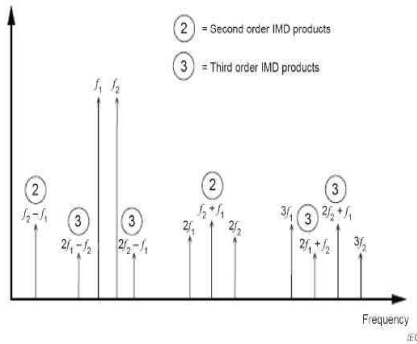 ② = Second order IMD products
③ = Third order IMD products
f₁ f₂
②
f₂ – f₁
③
2f₁ – f₂
③
2f₂ – f₁
②
f₂ + f₁
2f₁
2f₂
③
2f₂ + f₁
3f₁
③
2f₁ + f₂
3f₂
Frequency